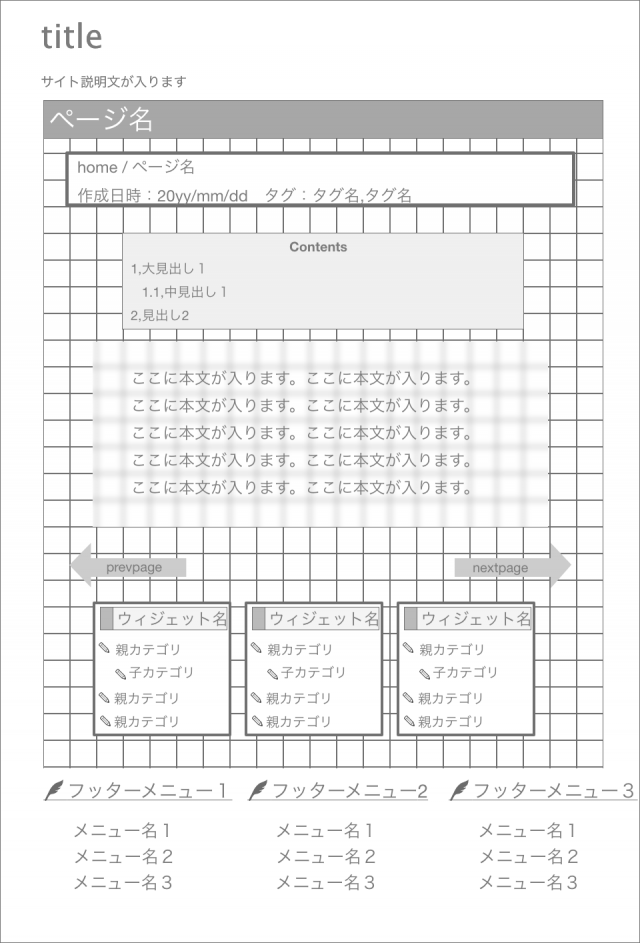 title
サイト説明文が入ります
ページ名
home / ページ名
作成日時：20yy/mm/dd　タグ：タグ名,タグ名
Contents
1,大見出し１
1.1,中見出し１
2,見出し2
ここに本文が入ります。ここに本文が入ります。
ここに本文が入ります。ここに本文が入ります。
ここに本文が入ります。ここに本文が入ります。
ここに本文が入ります。ここに本文が入ります。
ここに本文が入ります。ここに本文が入ります。
prevpage
nextpage
ウィジェット名
親カテゴリ
子カテゴリ
親カテゴリ
親カテゴリ
ウィジェット名
親カテゴリ
子カテゴリ
親カテゴリ
親カテゴリ
ウィジェット名
親カテゴリ
子カテゴリ
親カテゴリ
親カテゴリ
フッターメニュー１
メニュー名１
メニュー名２
メニュー名３
フッターメニュー2
メニュー名１
メニュー名２
メニュー名３
フッターメニュー３
メニュー名１
メニュー名２
メニュー名３